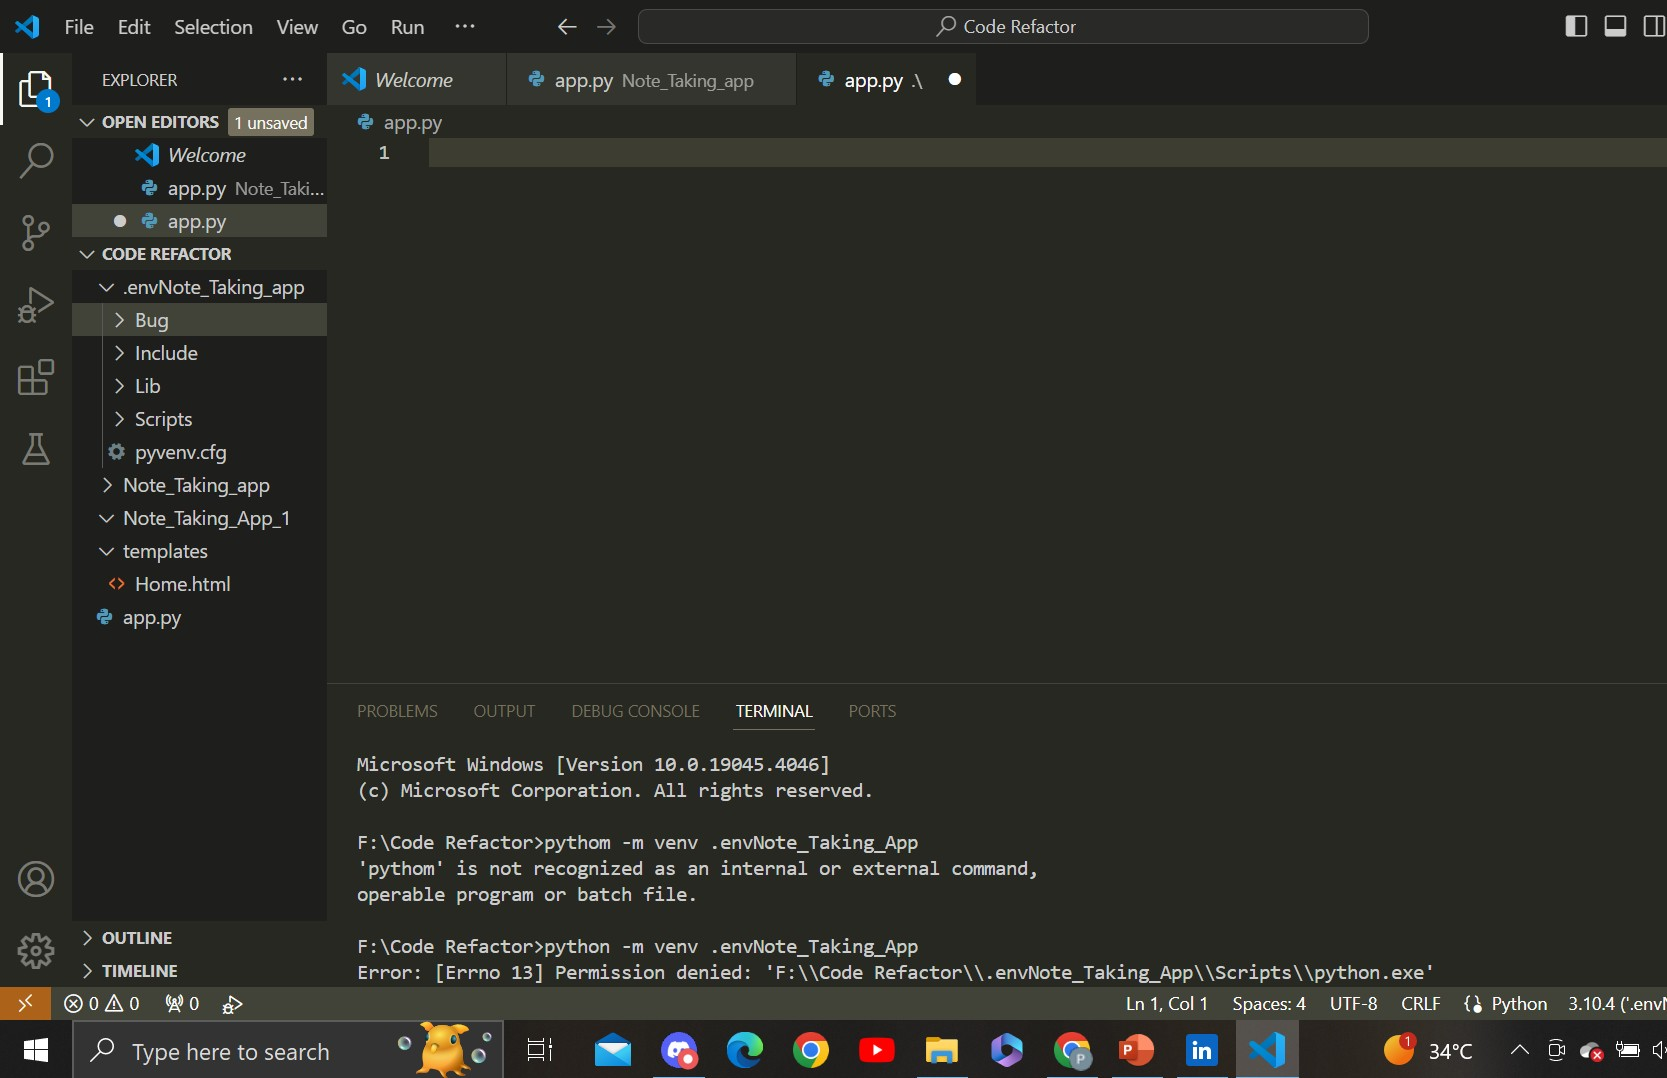 File Edit Selection View Go Run ··· Code Refactor
EXPLORER ···
1
OPEN EDITORS 1 unsaved
Welcome
app.py Note_Taki...
app.py
CODE REFACTOR
.envNote_Taking_app
Bug
Include
Lib
Scripts
pyvenv.cfg
Note_Taking_app
Note_Taking_App_1
templates
Home.html
app.py
OUTLINE
TIMELINE
Welcome app.py Note_Taking_app app.py .\
app.py
1
PROBLEMS OUTPUT DEBUG CONSOLE TERMINAL PORTS
Microsoft Windows [Version 10.0.19045.4046]
(c) Microsoft Corporation. All rights reserved.
F:\Code Refactor>pythom -m venv .envNote_Taking_App
'pythom' is not recognized as an internal or external command,
operable program or batch file.
F:\Code Refactor>python -m venv .envNote_Taking_App
Error: [Errno 13] Permission denied: 'F:\\Code Refactor\\.envNote_Taking_App\\Scripts\\python.exe'
0 0 0 Ln 1, Col 1 Spaces: 4 UTF-8 CRLF Python 3.10.4 ('.env
Type here to search P P in 1 34°C